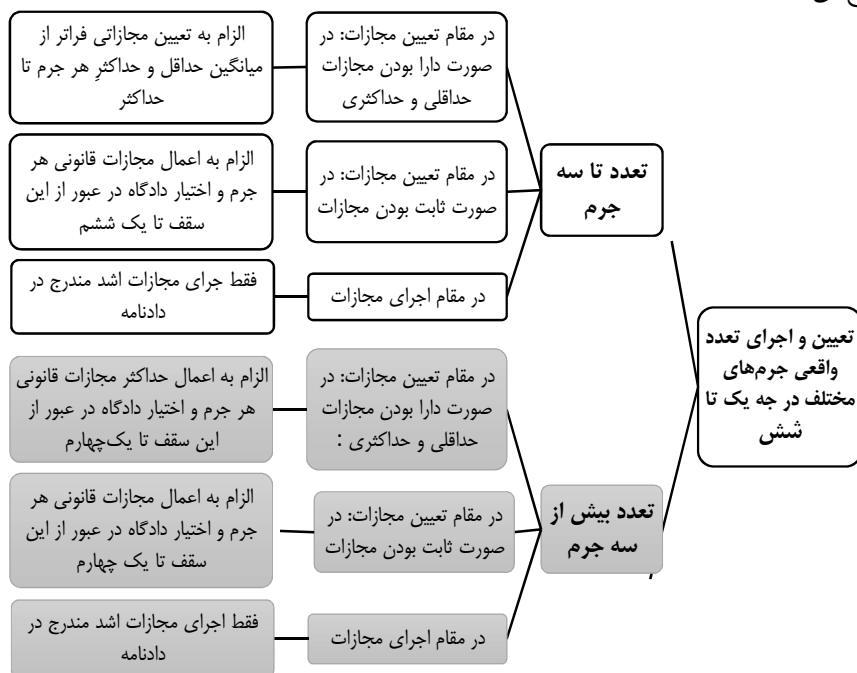 تعیین و اجرای تعدد
واقعی جرم‌های
مختلف در جه یک تا
شش
تعدد تا سه
جرم
در مقام تعیین مجازات: در
صورت دارا بودن مجازات
حداقلی و حداکثری
الزام به تعیین مجازاتی فراتر از
میانگین حداقل و حداکثرِ هر جرم تا
حداکثر
در مقام تعیین مجازات: در
صورت ثابت بودن مجازات
الزام به اعمال مجازات قانونی هر
جرم و اختیار دادگاه در عبور از این
سقف تا یک ششم
در مقام اجرای مجازات
فقط جرای مجازات اشد مندرج در
دادنامه
تعدد بیش از
سه جرم
در مقام تعیین مجازات: در
صورت دارا بودن مجازات
حداقلی و حداکثری :
الزام به اعمال حداکثر مجازات قانونی
هر جرم و اختیار دادگاه در عبور از
این سقف تا یک‌چهارم
در مقام تعیین مجازات: در
صورت ثابت بودن مجازات
الزام به اعمال مجازات قانونی هر
جرم و اختیار دادگاه در عبور از این
سقف تا یک چهارم
در مقام اجرای مجازات
فقط اجرای مجازات اشد مندرج در
دادنامه